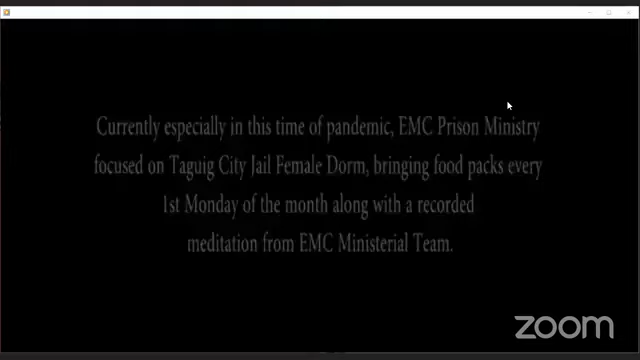 Currently especially in this time of pandemic, EMC Prison Ministry
focused on Taguig City Jail Female Dorm, bringing food packs every
1st Monday of the month along with a recorded
meditation from EMC Ministerial Team.
zoom